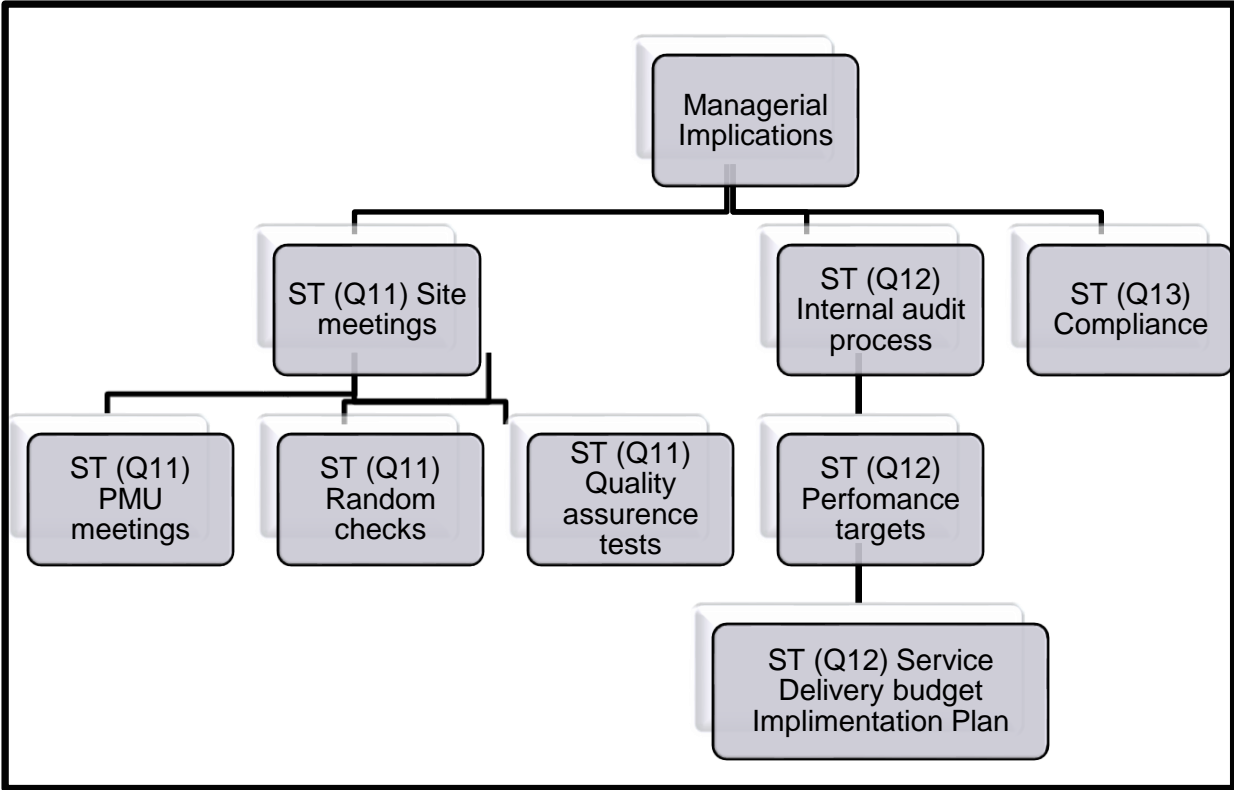 Managerial
Implications
ST (Q11) Site
meetings
ST (Q12)
Internal audit
process
ST (Q13)
Compliance
ST (Q11)
PMU
meetings
ST (Q11)
Random
checks
ST (Q11)
Quality
assurence
tests
ST (Q12)
Perfomance
targets
ST (Q12) Service
Delivery budget
Implimentation Plan